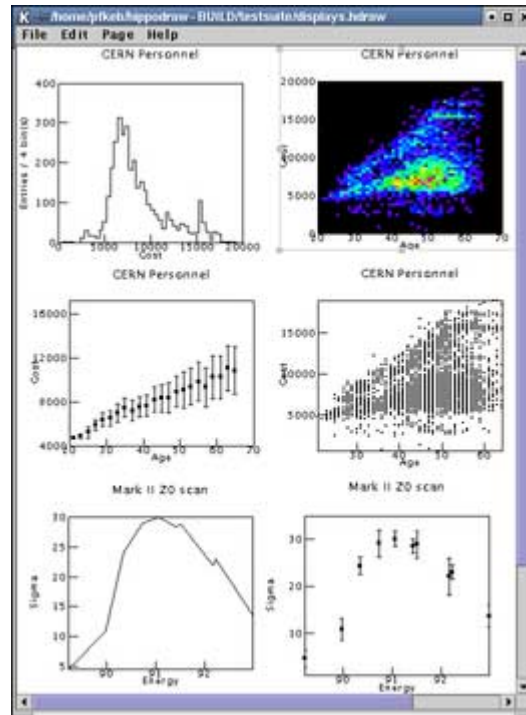 /home/pfkeb/hippodraw - BUILD/testsuite/displays.hdraw
File Edit Page Help
CERN Personnel
Entries / 4 bin(s)
400
300
200
100
0
0 5000 10000 15000 20000
Cost
CERN Personnel
Cost
20000
15000
10000
5000
0
20 30 40 50 60 70
Age
CERN Personnel
Cost
16000
12000
8000
4000
20 30 40 50 60 70
Age
CERN Personnel
Cost
15000
10000
5000
30 40 50 60
Age
Mark II Z0 scan
Sigma
30
25
20
15
10
5
90 91 92
Energy
Mark II Z0 scan
Sigma
30
20
10
90 91 92
Energy